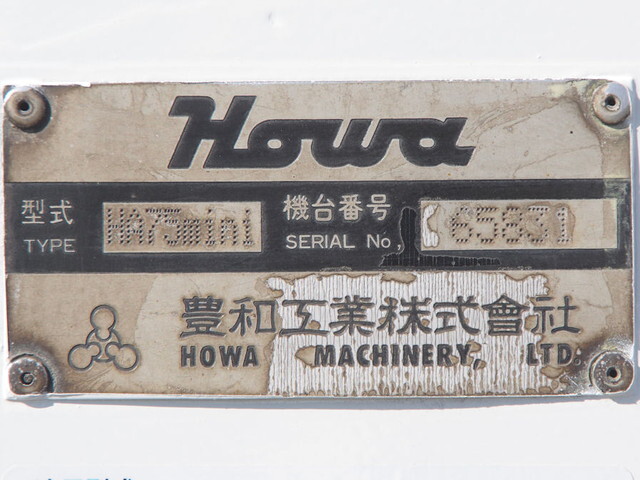 Howa
型式 HA75mini 機台番号 65831
TYPE SERIAL No,
豊和工業株式會社
HOWA MACHINERY, LTD.